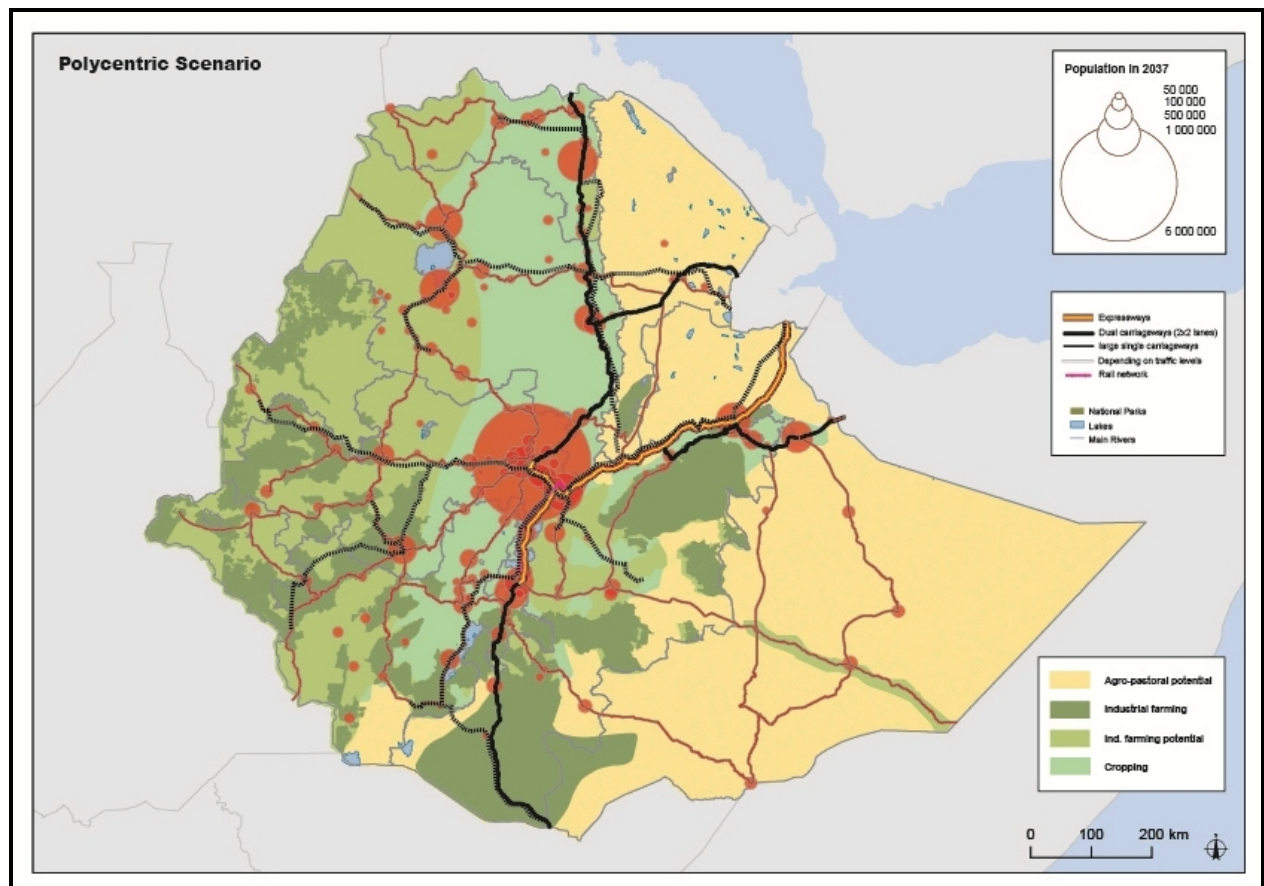 Polycentric Scenario
Population in 2037
50 000
100 000
500 000
1 000 000
6 000 000
Expressways
Dual carriageways (2x2 lanes)
large single carriageways
Depending on traffic levels
Rail network
National Parks
Lakes
Main Rivers
Agro-pastoral potential
Industrial farming
Ind. farming potential
Cropping
0 100 200 km